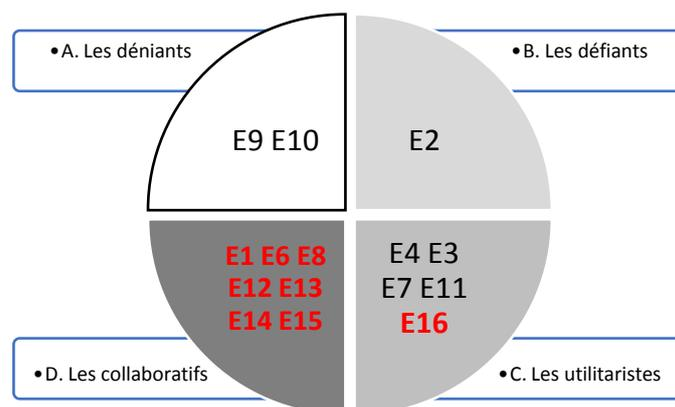 •A. Les déniants
•B. Les défiants
E9 E10
E2
E1 E6 E8
E12 E13
E14 E15
E4 E3
E7 E11
E16
•D. Les collaboratifs
•C. Les utilitaristes